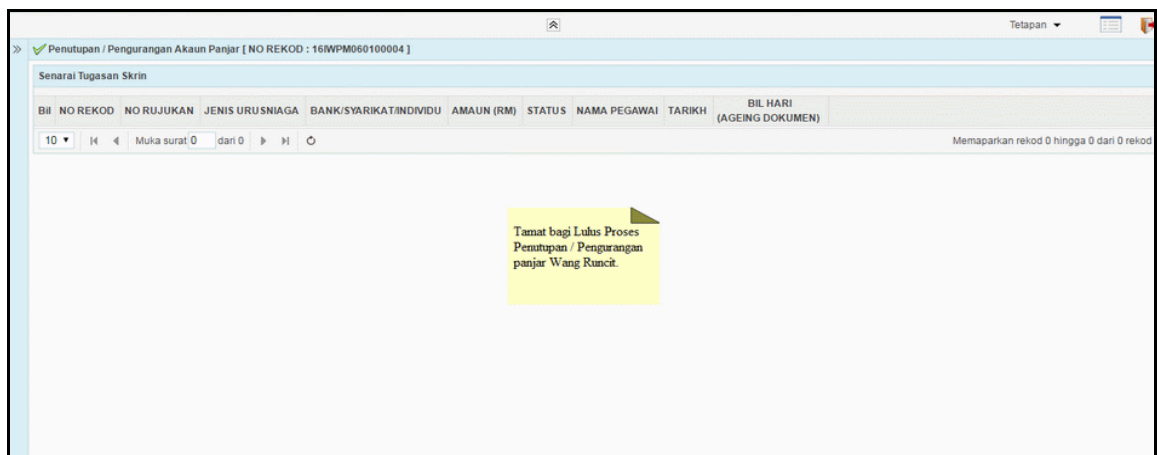 Tetapan
Penutupan / Pengurangan Akaun Panjar [ NO REKOD : 16IWPM060100004 ]
Senarai Tugasan Skrin
Bil NO REKOD NO RUJUKAN JENIS URUSNIAGA BANK/SYARIKAT/INDIVIDU AMAUN (RM) STATUS NAMA PEGAWAI TARIKH BIL HARI
(AGEING DOKUMEN)
10 Muka surat 0 dari 0 Memaparkan rekod 0 hingga 0 dari 0 rekod
Tamat bagi Lulus Proses
Penutupan / Pengurangan
panjar Wang Runcit.